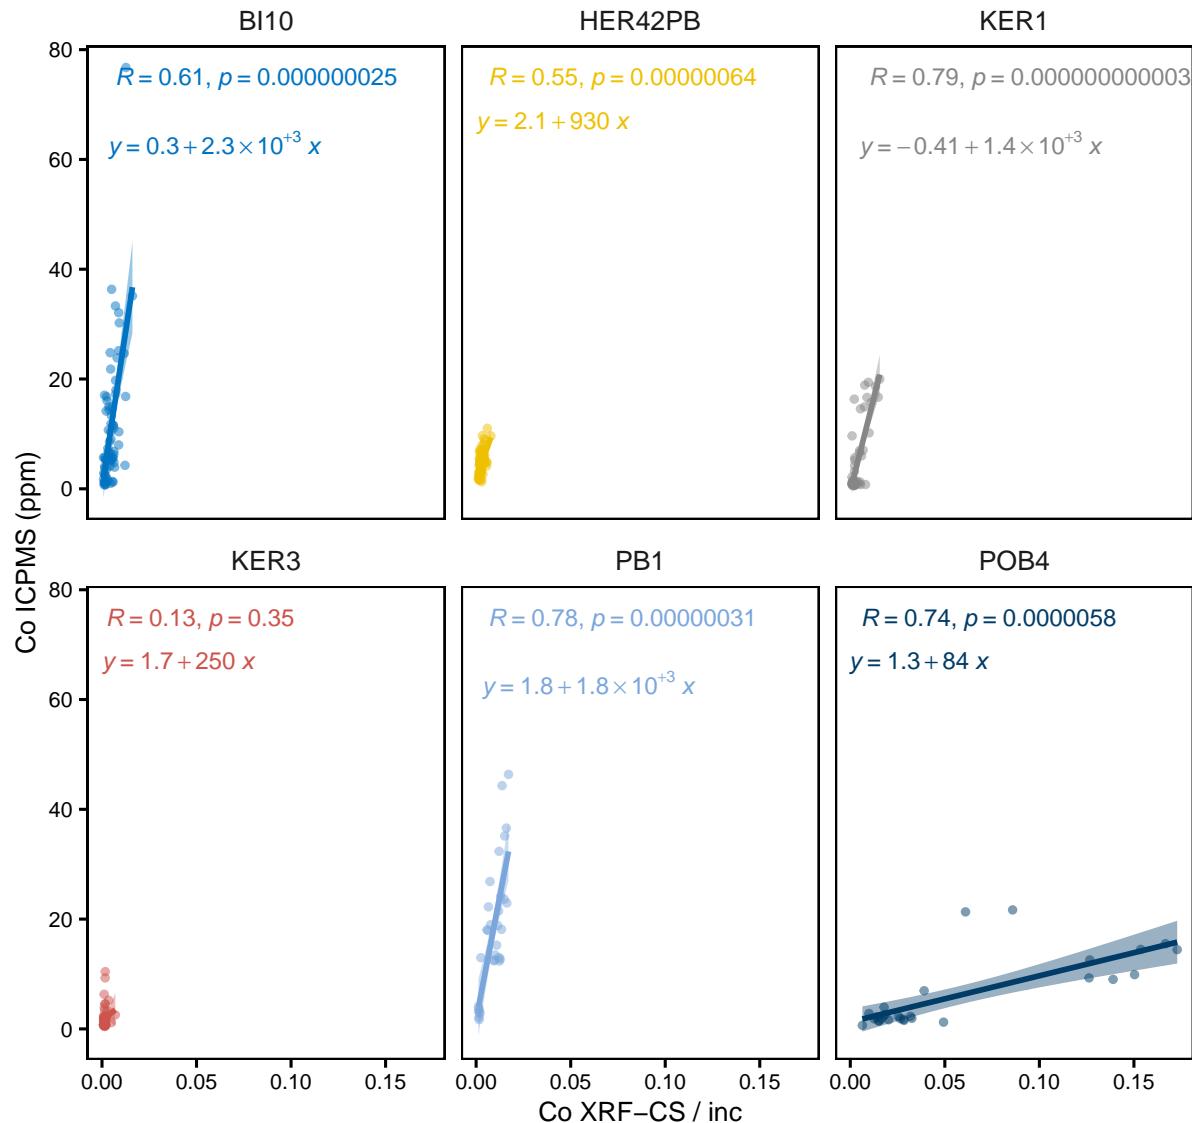 BI10 HER42PB KER1
R = 0.61, p = 0.000000025
y = 0.3 + 2.3 × 10⁺³ x
R = 0.55, p = 0.00000064
y = 2.1 + 930 x
R = 0.79, p = 0.000000000003
y = −0.41 + 1.4 × 10⁺³ x
80
60
40
20
0
Co ICPMS (ppm)
KER3 PB1 POB4
R = 0.13, p = 0.35
y = 1.7 + 250 x
R = 0.78, p = 0.00000031
y = 1.8 + 1.8 × 10⁺³ x
R = 0.74, p = 0.0000058
y = 1.3 + 84 x
80
60
40
20
0
0.00 0.05 0.10 0.15 0.00 0.05 0.10 0.15 0.00 0.05 0.10 0.15
Co XRF−CS / inc